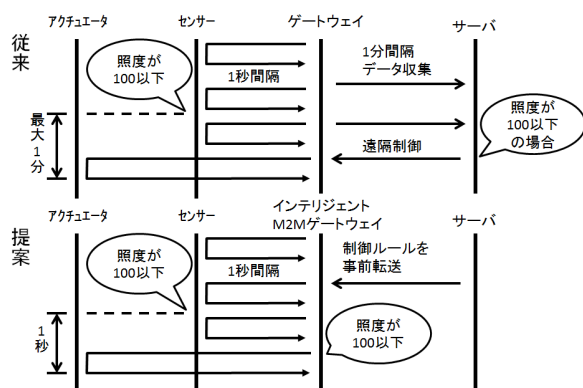 従来
アクチュエータ
センサー
ゲートウェイ
サーバ
照度が
100以下
1秒間隔
1分間隔
データ収集
最大1分
遠隔制御
照度が
100以下
の場合
提案
アクチュエータ
センサー
インテリジェント
M2Mゲートウェイ
サーバ
照度が
100以下
1秒間隔
制御ルールを
事前転送
1秒
照度が
100以下